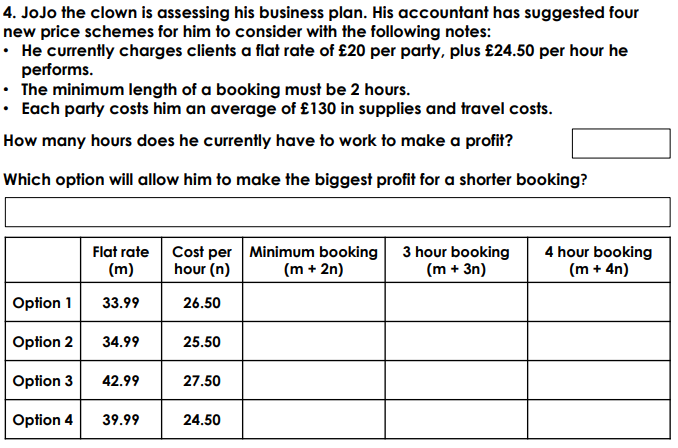 4. JoJo the clown is assessing his business plan. His accountant has suggested four
new price schemes for him to consider with the following notes:
• He currently charges clients a flat rate of £20 per party, plus £24.50 per hour he
performs.
• The minimum length of a booking must be 2 hours.
• Each party costs him an average of £130 in supplies and travel costs.
How many hours does he currently have to work to make a profit?
Which option will allow him to make the biggest profit for a shorter booking?
Flat rate (m) Cost per hour (n) Minimum booking (m + 2n) 3 hour booking (m + 3n) 4 hour booking (m + 4n)
Option 1 33.99 26.50
Option 2 34.99 25.50
Option 3 42.99 27.50
Option 4 39.99 24.50